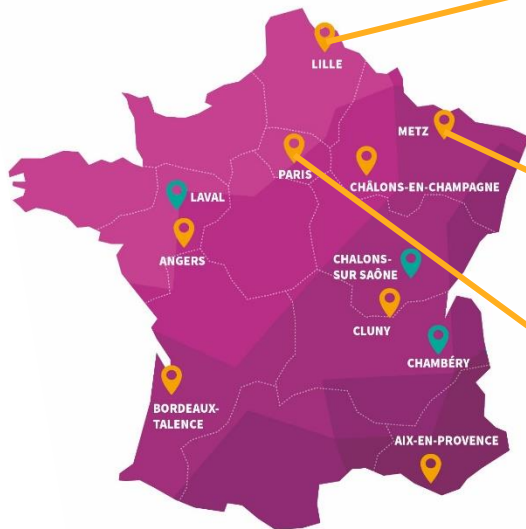 LILLE
METZ
PARIS
CHÂLONS-EN-CHAMPAGNE
LAVAL
ANGERS
CHALONS-
SUR SAÔNE
CLUNY
CHAMBÉRY
BORDEAUX-
TALENCE
AIX-EN-PROVENCE